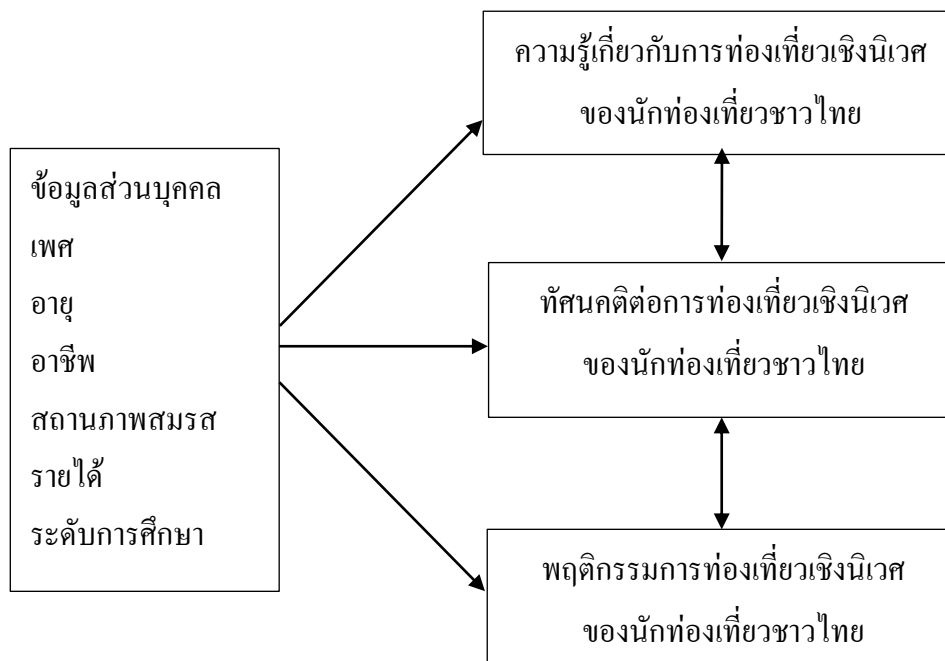 ข้อมูลส่วนบุคคล
เพศ
อายุ
อาชีพ
สถานภาพสมรส
รายได้
ระดับการศึกษา
ความรู้เกี่ยวกับการท่องเที่ยวเชิงนิเวศ
ของนักท่องเที่ยวชาวไทย
ทัศนคติต่อการท่องเที่ยวเชิงนิเวศ
ของนักท่องเที่ยวชาวไทย
พฤติกรรมการท่องเที่ยวเชิงนิเวศ
ของนักท่องเที่ยวชาวไทย